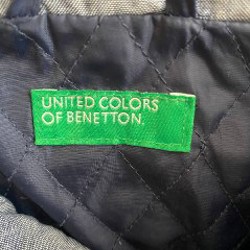 UNITED COLORS
OF BENETTON.